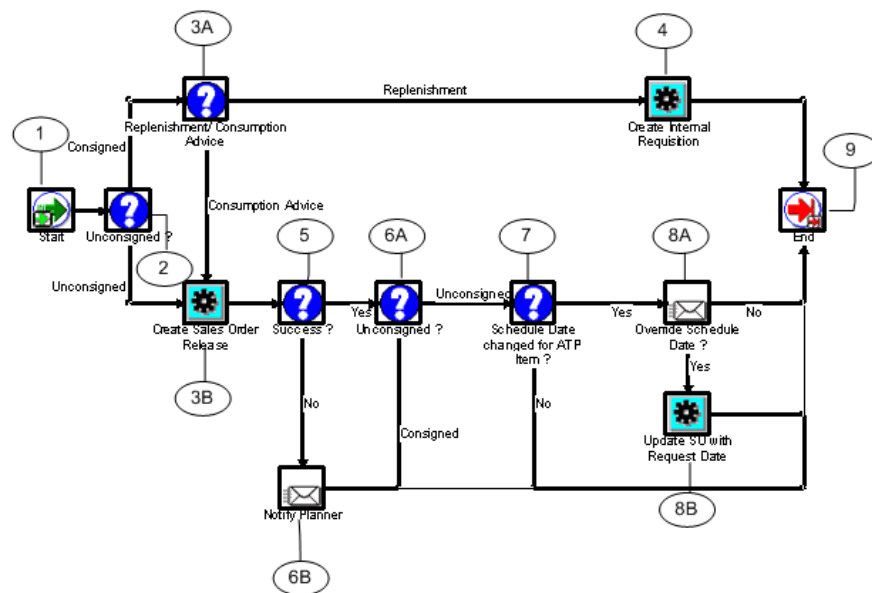 3A
4
Replenishment
1
Replenishment/ Consumption
Advice
Create Internal
Requisition
9
Consigned
Consumption Advice
Start
Unconsigned ?
End
5
6A
7
8A
2
Unconsigned
Unconsigned
Create Sales Order
Release
Success ?
Yes
Unconsigned ?
Schedule Date
changed for ATP
Item ?
Yes
Override Schedule
Date ?
No
3B
Yes
No
Consigned
No
Update SO with
Request Date
Notify Planner
8B
6B